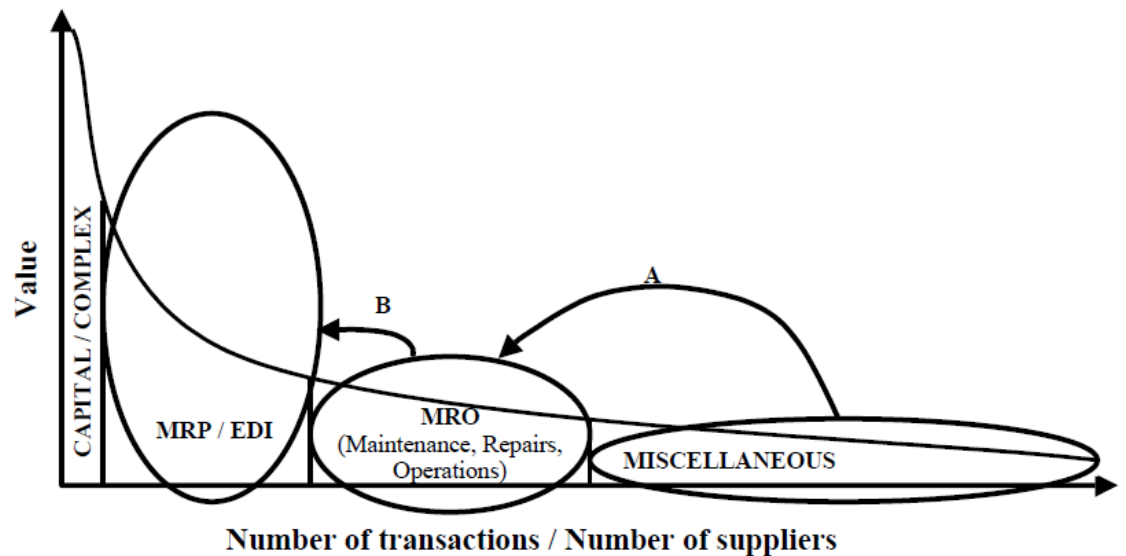 Value
CAPITAL / COMPLEX
MRP / EDI
B
A
MRO
(Maintenance, Repairs,
Operations)
MISCELLANEOUS
Number of transactions / Number of suppliers